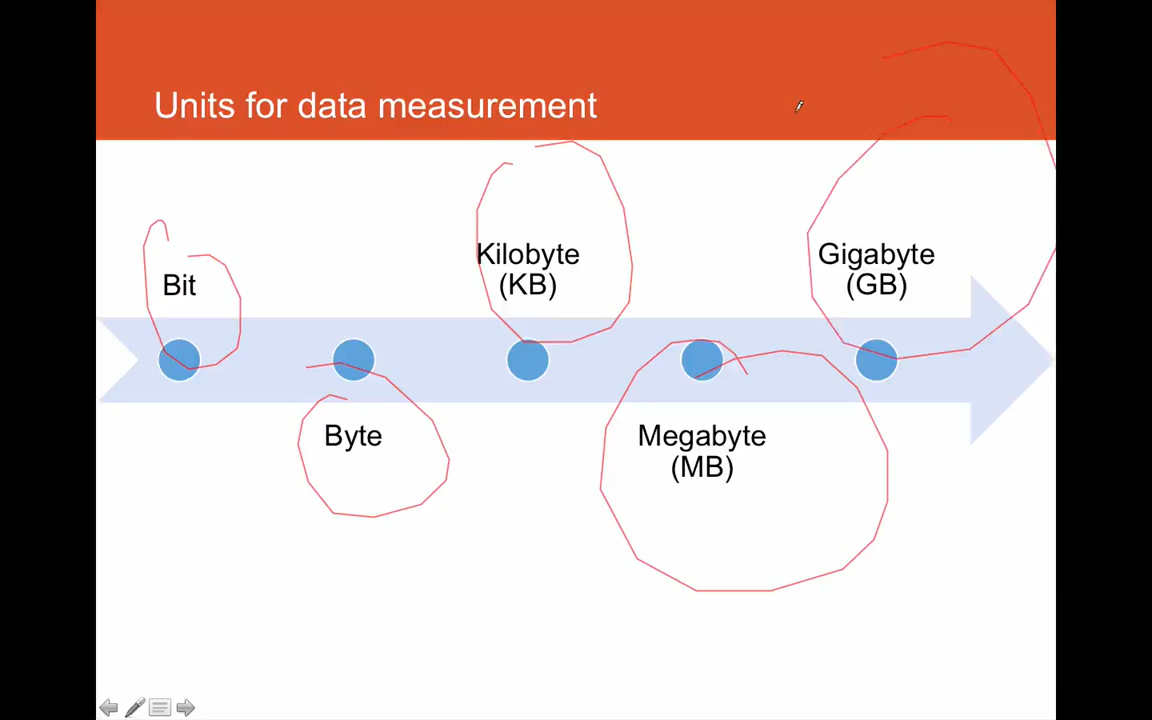 Units for data measurement
Bit
Byte
Kilobyte
(KB)
Megabyte
(MB)
Gigabyte
(GB)